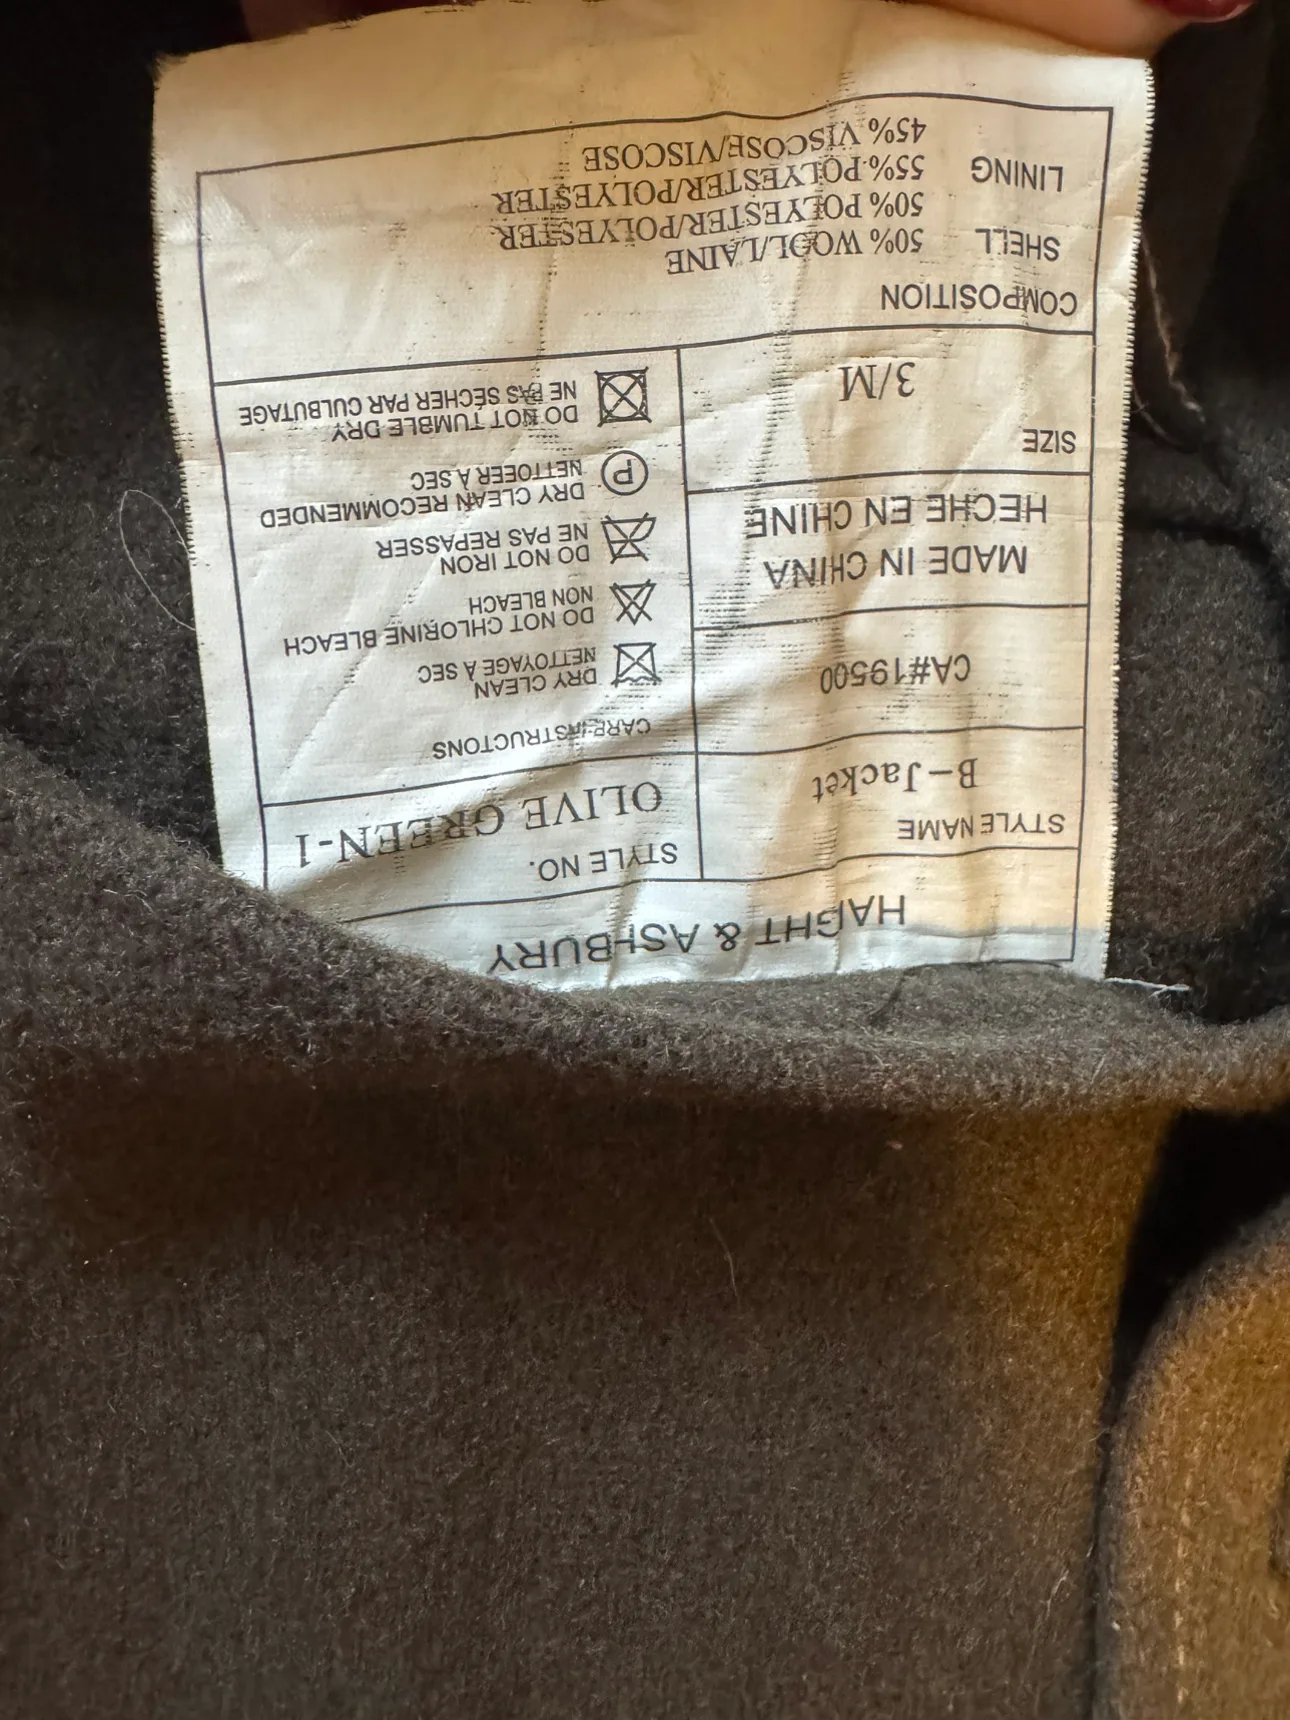 HAIGHT & ASHBURY
STYLE NAME
B-Jacket
STYLE NO.
OLIVE GREEN-1
CA#19500
MADE IN CHINA
HECHE EN CHINE
SIZE
3/M
CARE INSTRUCTONS
DRY CLEAN
NETTOYAGE A SEC
DO NOT CHLORINE BLEACH
NON BLEACH
DO NOT IRON
NE PAS REPASSER
P
DRY CLEAN RECOMMENDED
NETTOEER À SEC
DO NOT TUMBLE DRY
NE PAS SÉCHER PAR CULBUTAGE
COMPOSITION
SHELL 50% WOOL/LAINE
50% POLYESTER/POLYESTER
LINING 55% POLYESTER/POLYESTER
45% VISCOSE/VISCOSE